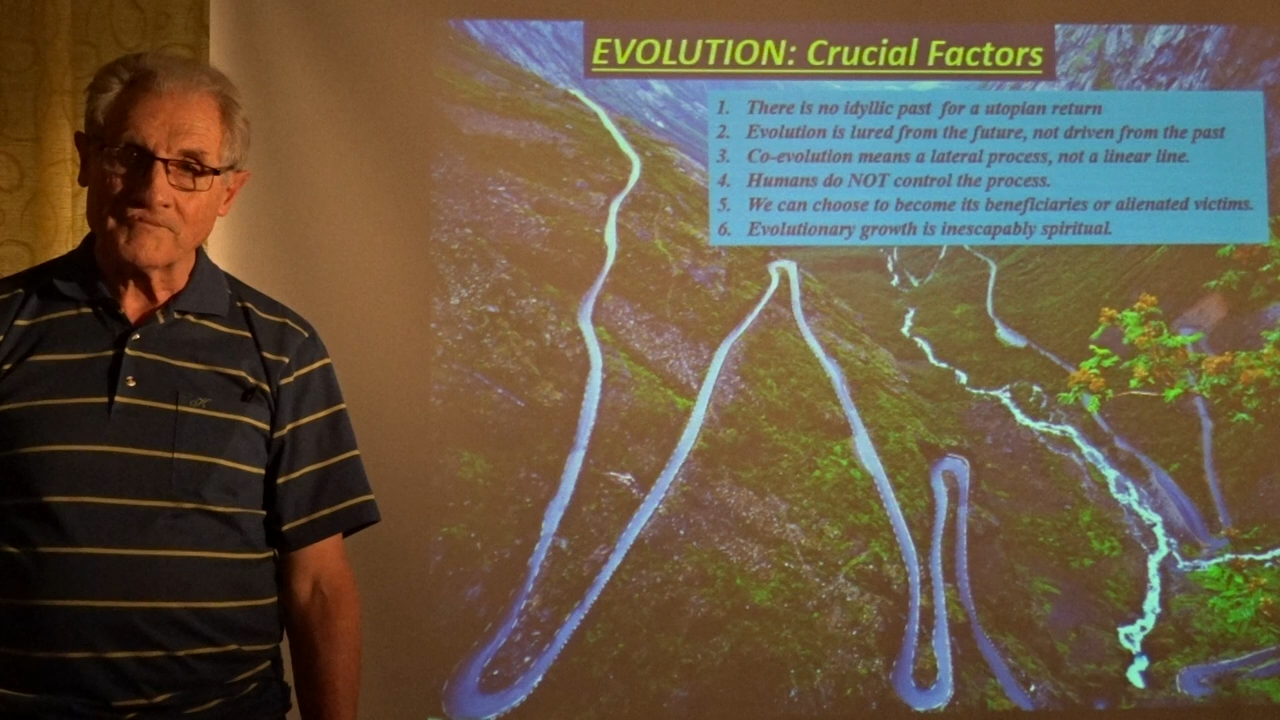 EVOLUTION: Crucial Factors
1. There is no idyllic past for a utopian return
2. Evolution is lured from the future, not driven from the past
3. Co-evolution means a lateral process, not a linear line.
4. Humans do NOT control the process.
5. We can choose to become its beneficiaries or alienated victims.
6. Evolutionary growth is inescapably spiritual.